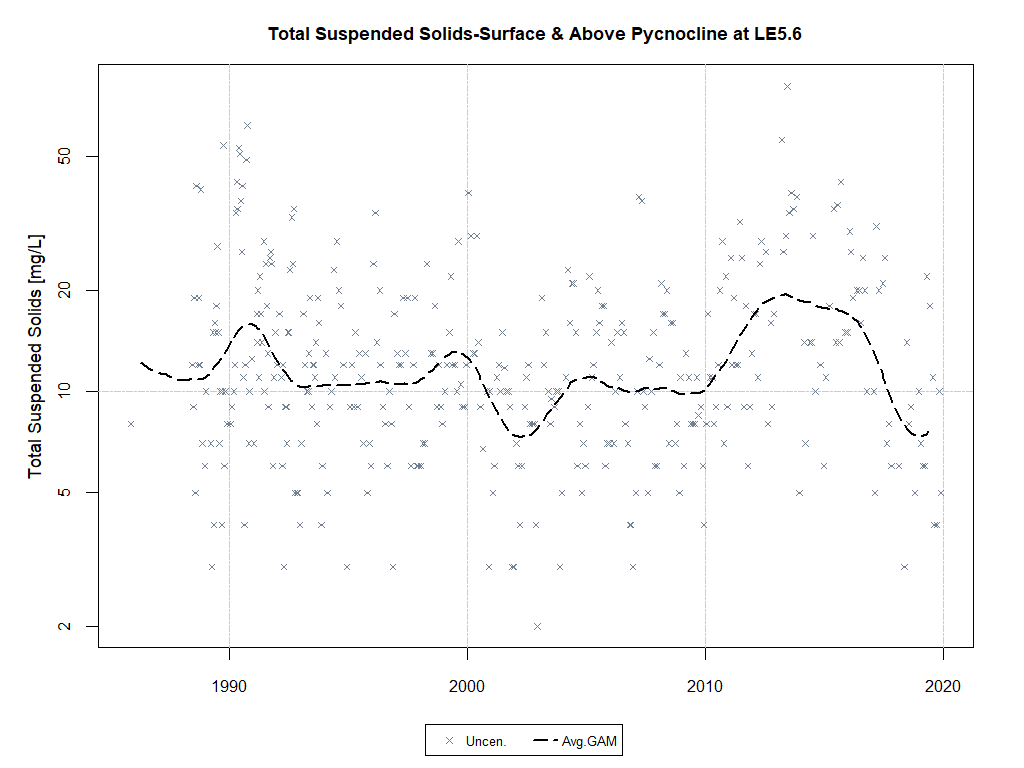 Total Suspended Solids-Surface & Above Pycnocline at LE5.6
Total Suspended Solids [mg/L]
50
20
10
5
2
1990 2000 2010 2020
Uncen. Avg.GAM